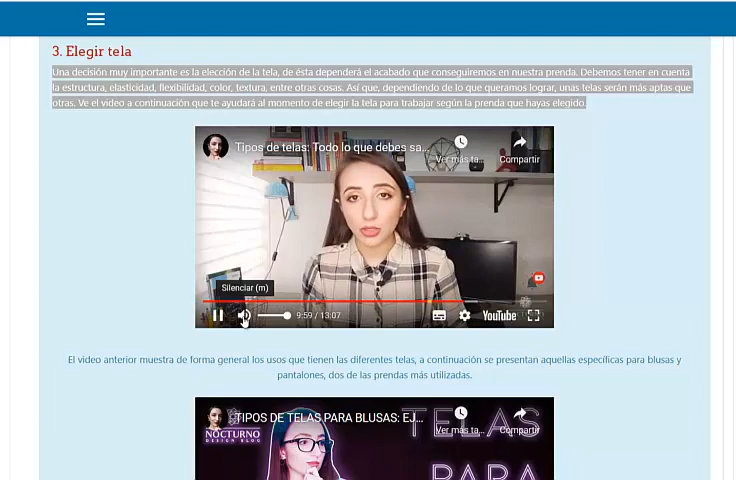 3. Elegir tela
Una decisión muy importante es la elección de la tela, de ésta dependerá el acabado que conseguiremos en nuestra prenda. Debemos tener en cuenta
la estructura, elasticidad, flexibilidad, color, textura, entre otras cosas. Así que, dependiendo de lo que queramos lograr, unas telas serán más aptas que
otras. Ve el video a continuación que te ayudará al momento de elegir la tela para trabajar según la prenda que hayas elegido.
Tipos de telas: Todo lo que debes sa...
Ver más ta...
Compartir
Silenciar (m)
9:59 / 13:07
YouTube
El video anterior muestra de forma general los usos que tienen las diferentes telas, a continuación se presentan aquellas específicas para blusas y
pantalones, dos de las prendas más utilizadas.
TIPOS DE TELAS PARA BLUSAS: EJ...
Ver más ta...
Compartir
NOCTURNO
DESIGN BLOG
TELAS
PARA